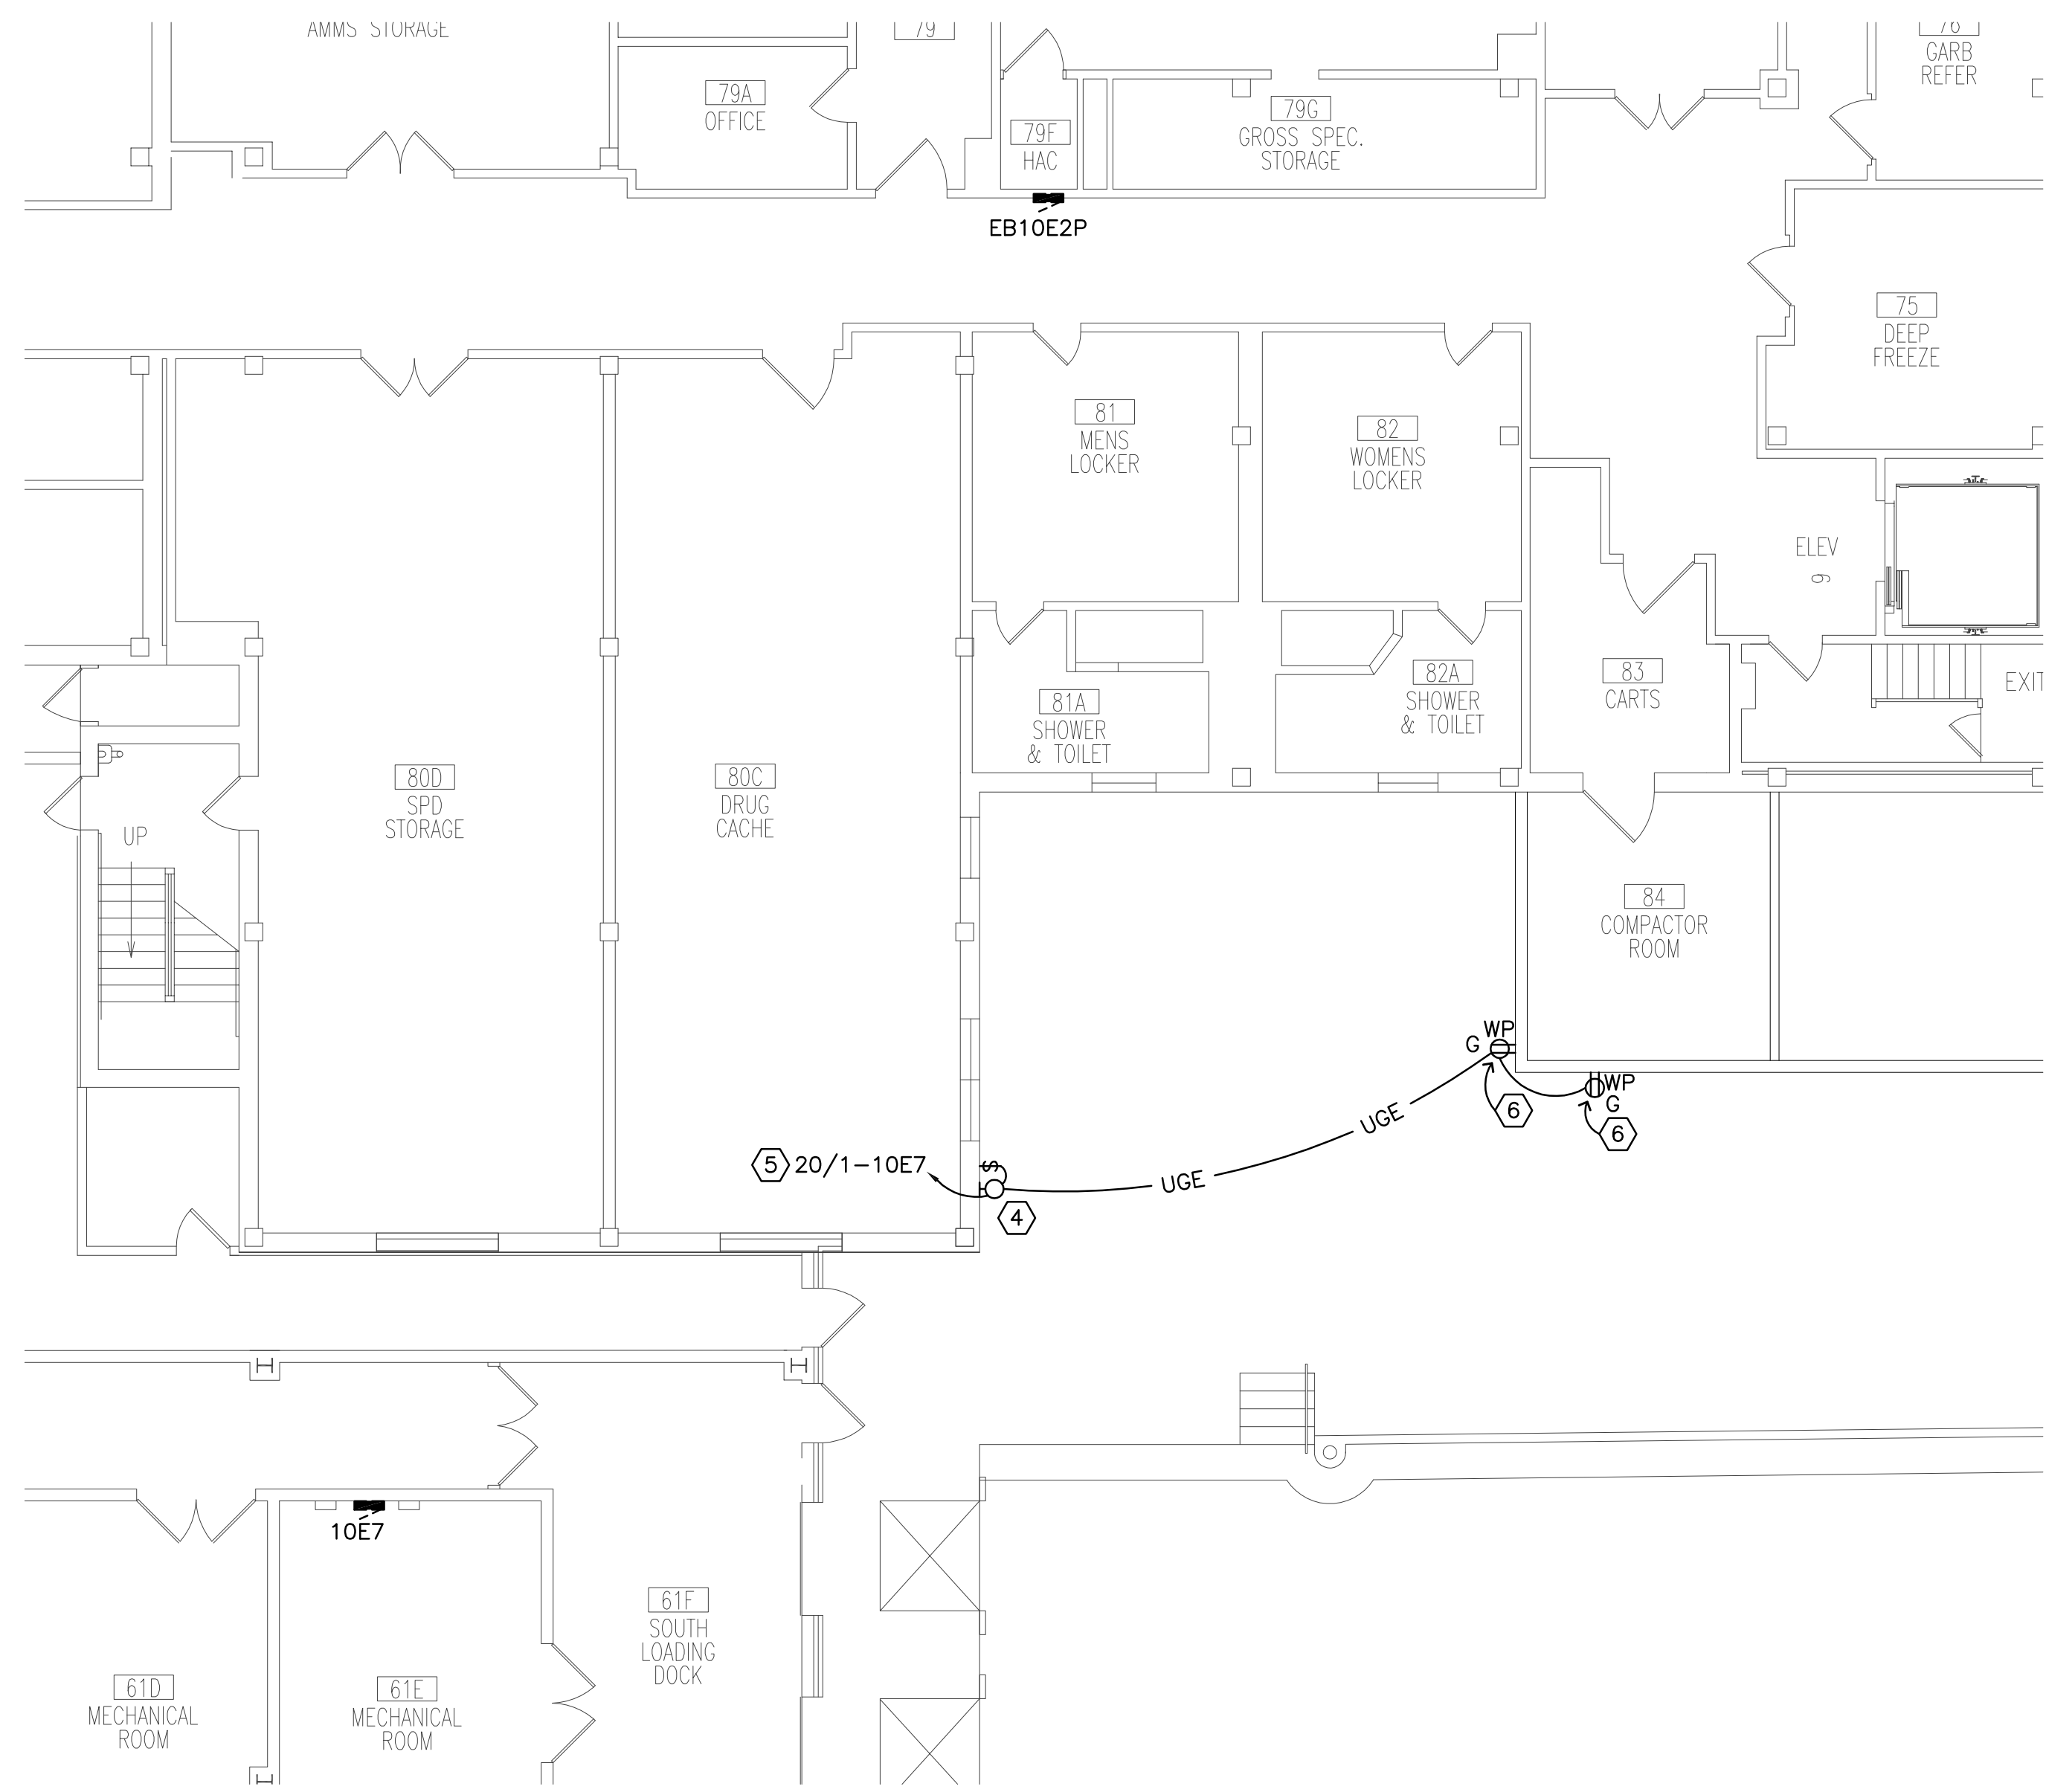 AMMS STORAGE
79
76
GARB
REFER
79A
OFFICE
79F
HAC
79G
GROSS SPEC.
STORAGE
EB10E2P
75
DEEP
FREEZE
81
MENS
LOCKER
82
WOMENS
LOCKER
ELEV
9
81A
SHOWER
& TOILET
82A
SHOWER
& TOILET
83
CARTS
EXIT
80D
SPD
STORAGE
80C
DRUG
CACHE
UP
84
COMPACTOR
ROOM
G WP
WP
G
6
6
UGE
UGE
5 20/1-10E7
S
4
10E7
61F
SOUTH
LOADING
DOCK
61D
MECHANICAL
ROOM
61E
MECHANICAL
ROOM